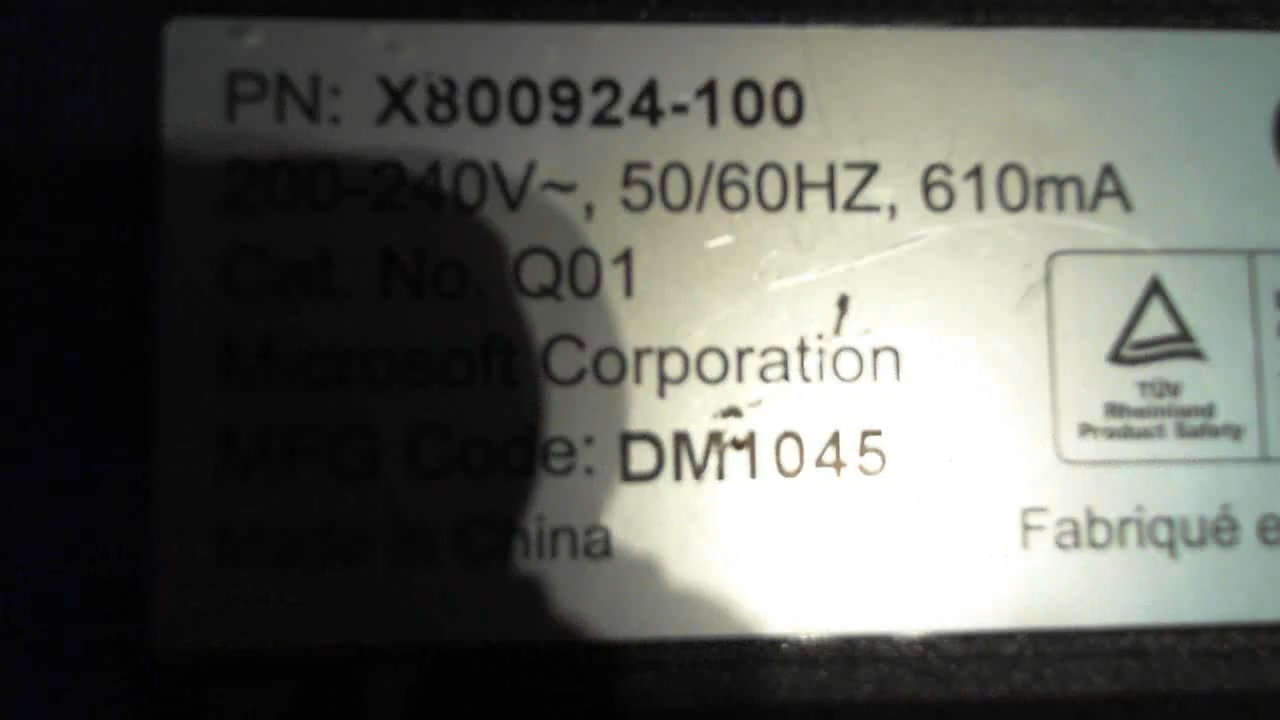 PN: X800924-100
200-240V~, 50/60HZ, 610mA
Cat. No. Q01
Microsoft Corporation
MFG Code: DM1045
Made in China
TÜV
Rheinland
Product Safety
Fabriqué e